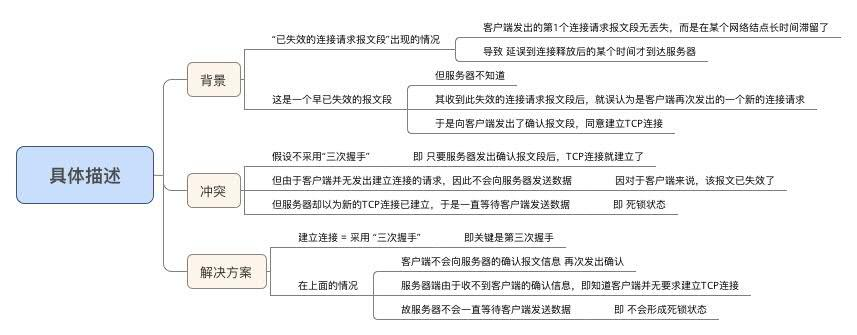 具体描述
背景
“已失效的连接请求报文段”出现的情况
客户端发出的第1个连接请求报文段无丢失，而是在某个网络结点长时间滞留了
导致 延误到连接释放后的某个时间才到达服务器
这是一个早已失效的报文段
但服务器不知道
其收到此失效的连接请求报文段后，就误认为是客户端再次发出的一个新的连接请求
于是向客户端发出了确认报文段，同意建立TCP连接
冲突
假设不采用“三次握手” 即 只要服务器发出确认报文段后，TCP连接就建立了
但由于客户端并无发出建立连接的请求，因此不会向服务器发送数据 因对于客户端来说，该报文已失效了
但服务器却以为新的TCP连接已建立，于是一直等待客户端发送数据 即 死锁状态
解决方案
建立连接 = 采用 “三次握手” 即关键是第三次握手
在上面的情况
客户端不会向服务器的确认报文信息 再次发出确认
服务器端由于收不到客户端的确认信息，即知道客户端并无要求建立TCP连接
故服务器不会一直等待客户端发送数据 即 不会形成死锁状态